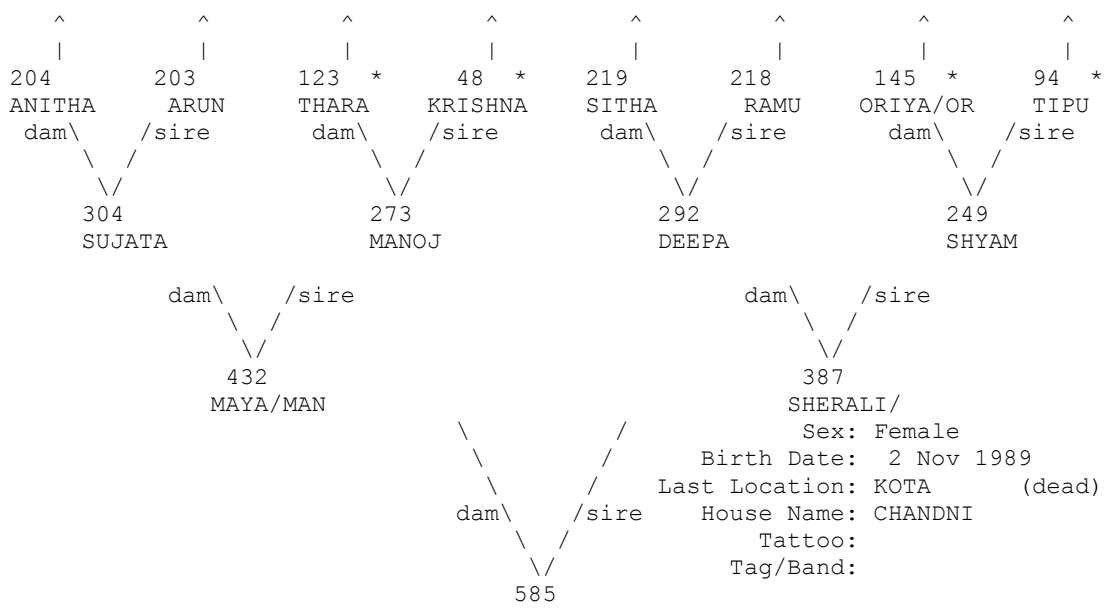 ^ ^ ^ ^ ^ ^ ^ ^
| | | | | | | |
204 203 123 * 48 * 219 218 145 * 94 *
ANITHA ARUN THARA KRISHNA SITHA RAMU ORIYA/OR TIPU
dam\ /sire dam\ /sire dam\ /sire dam\ /sire
\ / \ / \ / \ /
\/ \/ \/ \/
304 273 292 249
SUJATA MANOJ DEEPA SHYAM
dam\ /sire dam\ /sire
\ / \ /
\/ \/
432 387
MAYA/MAN SHERALI/
\ / Sex: Female
\ / Birth Date: 2 Nov 1989
\ / Last Location: KOTA (dead)
dam\ /sire House Name: CHANDNI
\ / Tattoo:
\/ Tag/Band:
585